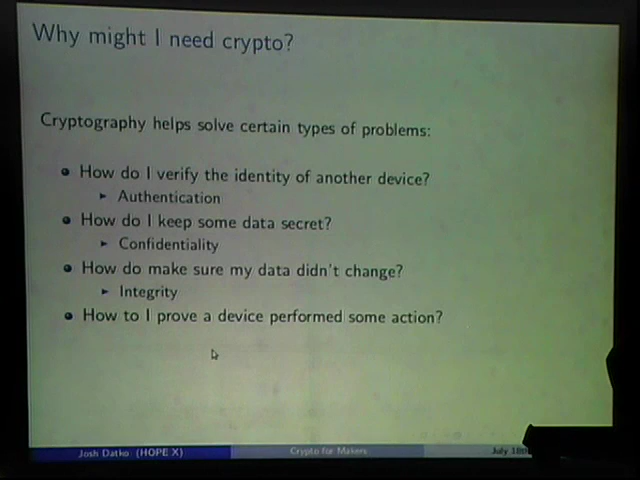 Why might I need crypto?
Cryptography helps solve certain types of problems:
How do I verify the identity of another device?
Authentication
How do I keep some data secret?
Confidentiality
How do make sure my data didn't change?
Integrity
How to I prove a device performed some action?
Josh Datko (HOPE X) Crypto for Makers July